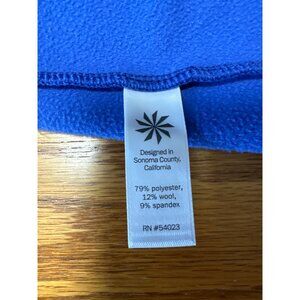 Designed in
Sonoma County,
California
79% polyester,
12% wool,
9% spandex
RN #54023